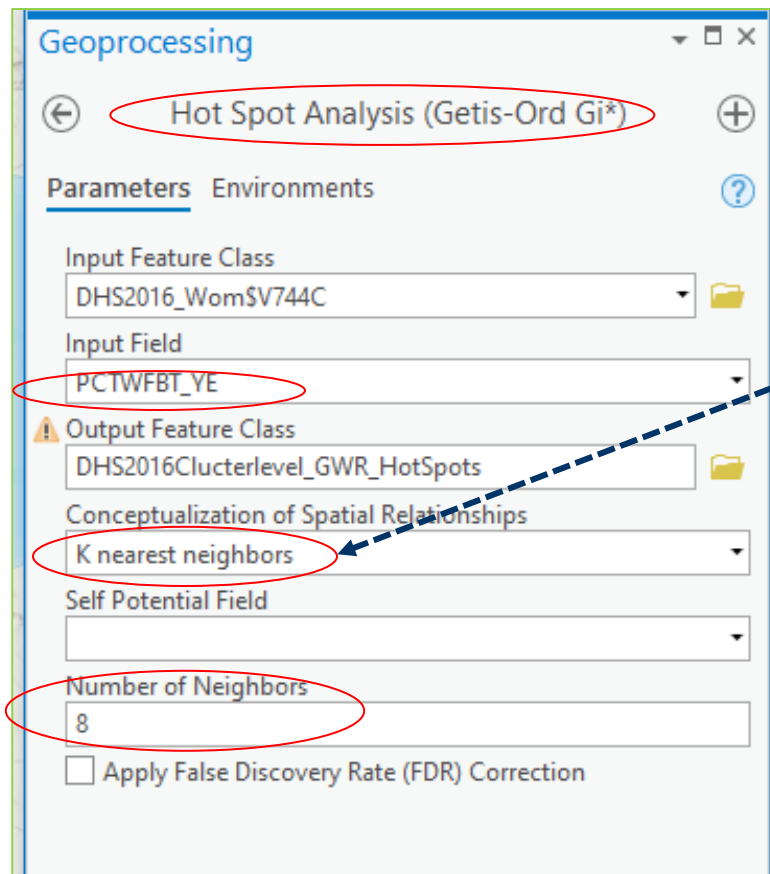 Geoprocessing
Hot Spot Analysis (Getis-Ord Gi*)
Parameters Environments
Input Feature Class
DHS2016_Wom$V744C
Input Field
PCTWFBT_YE
Output Feature Class
DHS2016Clucterlevel_GWR_HotSpots
Conceptualization of Spatial Relationships
K nearest neighbors
Self Potential Field
Number of Neighbors
8
Apply False Discovery Rate (FDR) Correction